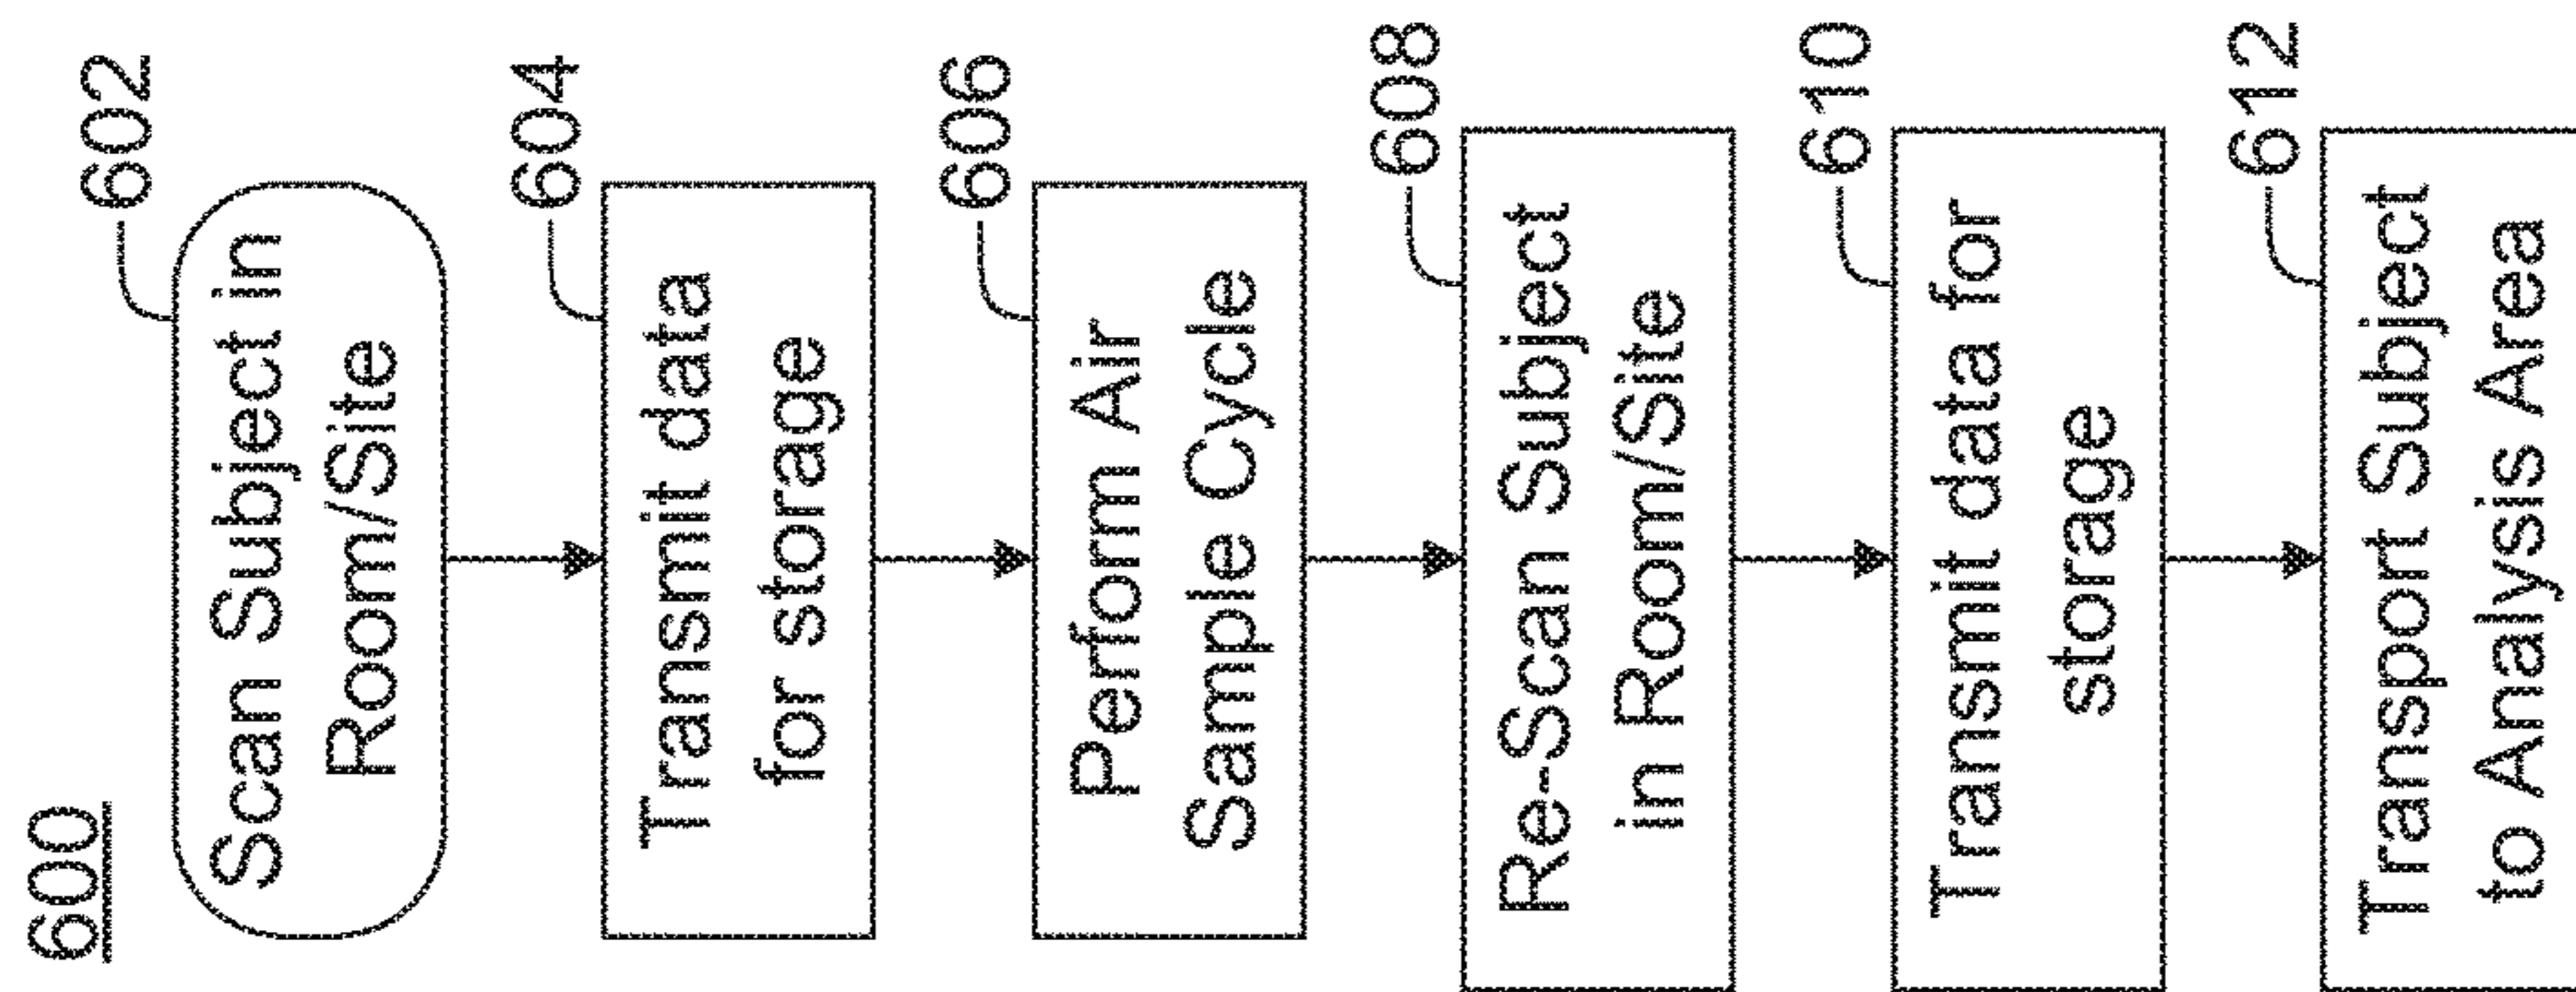 600
602
Scan Subject in
Room/Site
604
Transmit data
for storage
606
Perform Air
Sample Cycle
608
Re-Scan Subject
in Room/Site
610
Transmit data for
storage
612
Transport Subject
to Analysis Area